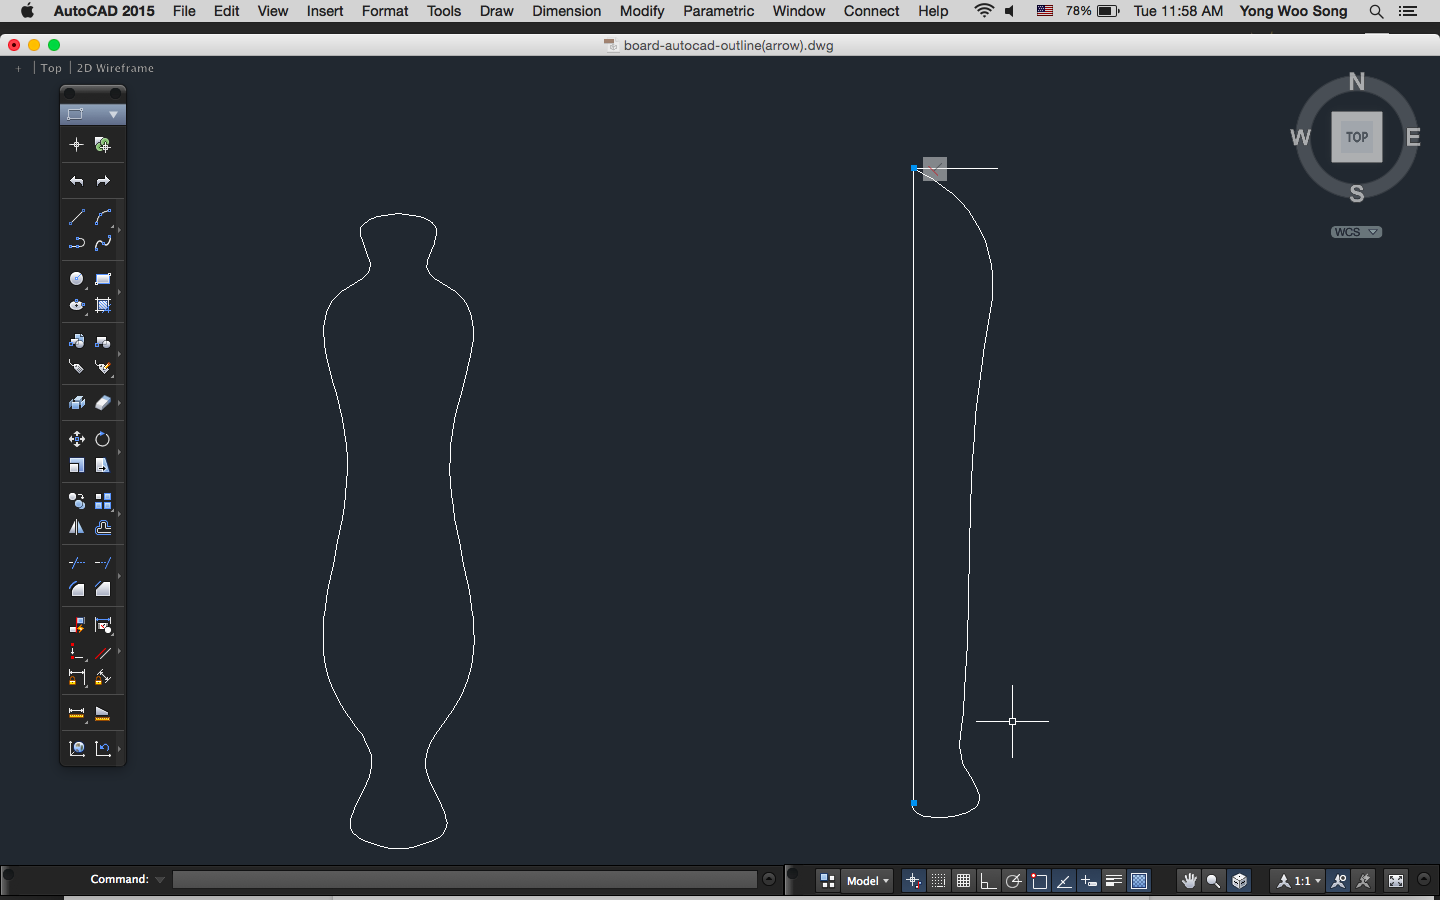 AutoCAD 2015 File Edit View Insert Format Tools Draw Dimension Modify Parametric Window Connect Help 78% Tue 11:58 AM Yong Woo Song
board-autocad-outline(arrow).dwg
+ | Top | 2D Wireframe
N
W TOP E
S
WCS
Command: Model 1:1